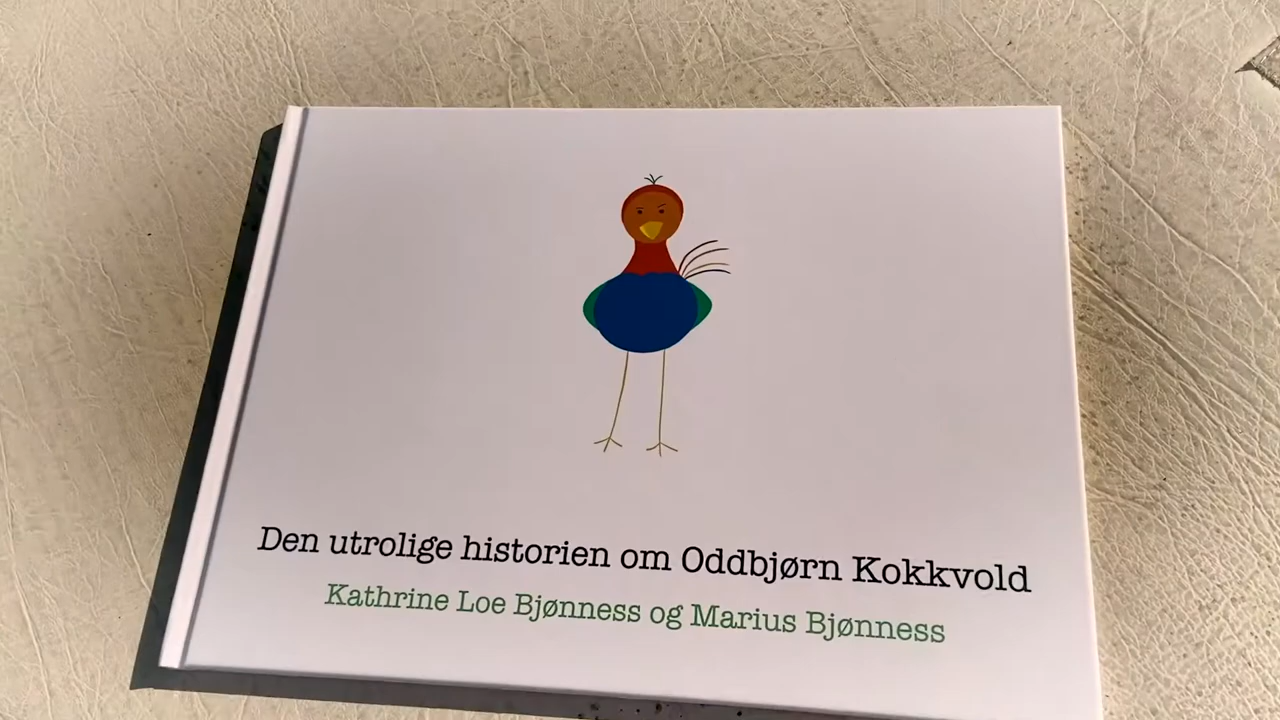 Den utrolige historien om Oddbjørn Kokkvold
Kathrine Loe Bjønness og Marius Bjønness